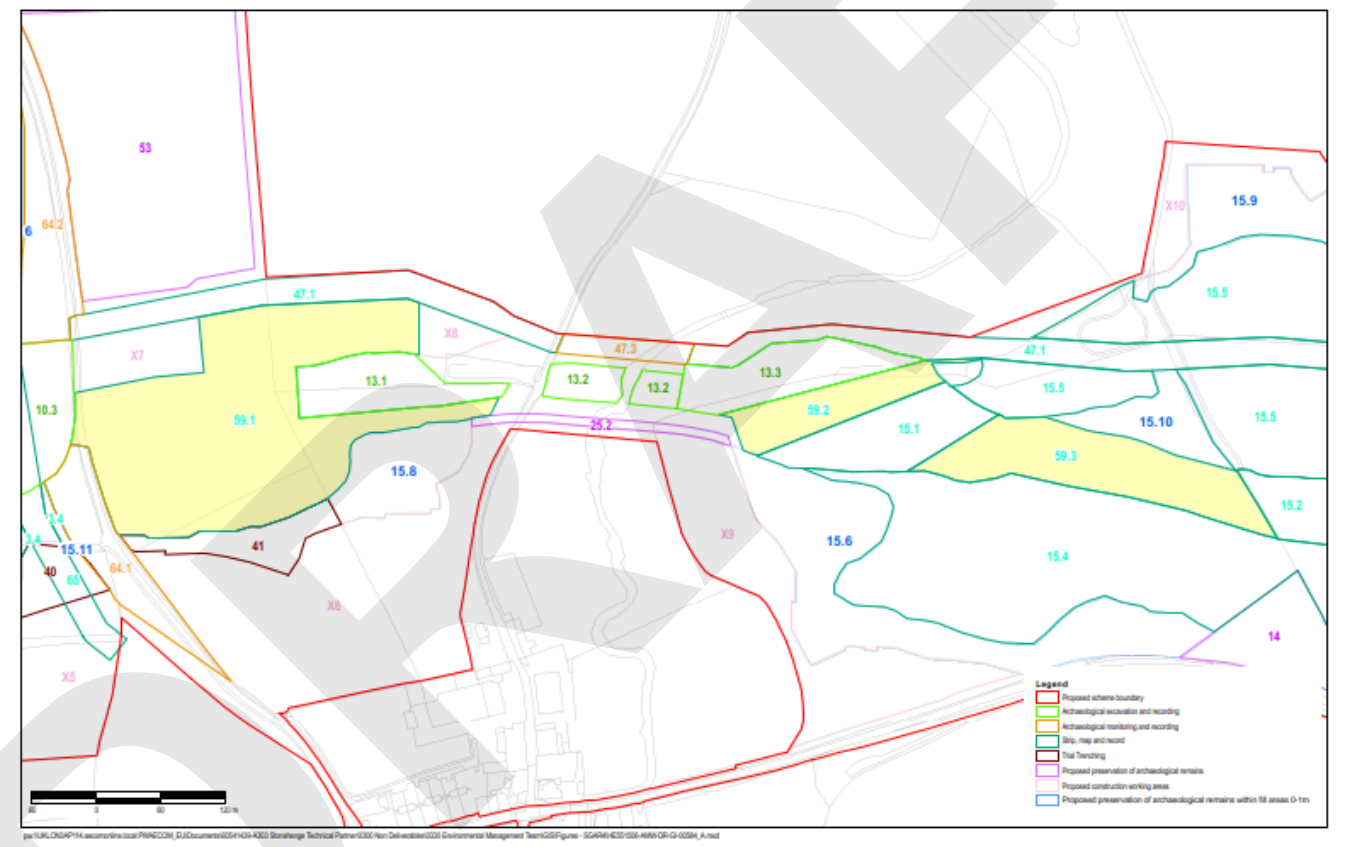 53
X10
15.9
64.2
6
15.5
47.1
X7
X8
47.3
47.1
13.1
13.2
13.2
13.3
15.5
10.3
59.1
59.2
15.10
15.5
25.2
15.1
59.3
15.8
15.2
3.4
3.4
41
X9
15.6
15.11
15.4
40
65
64.1
X6
14
X5
Legend
Proposed scheme boundary
Archaeological excavation and recording
Archaeological monitoring and recording
Strip, map and record
Trial Trenching
Proposed preservation of archaeological remains
Proposed construction working areas
Proposed preservation of archaeological remains within fill areas 0-1m
60 0 60 120 m
DRAFT